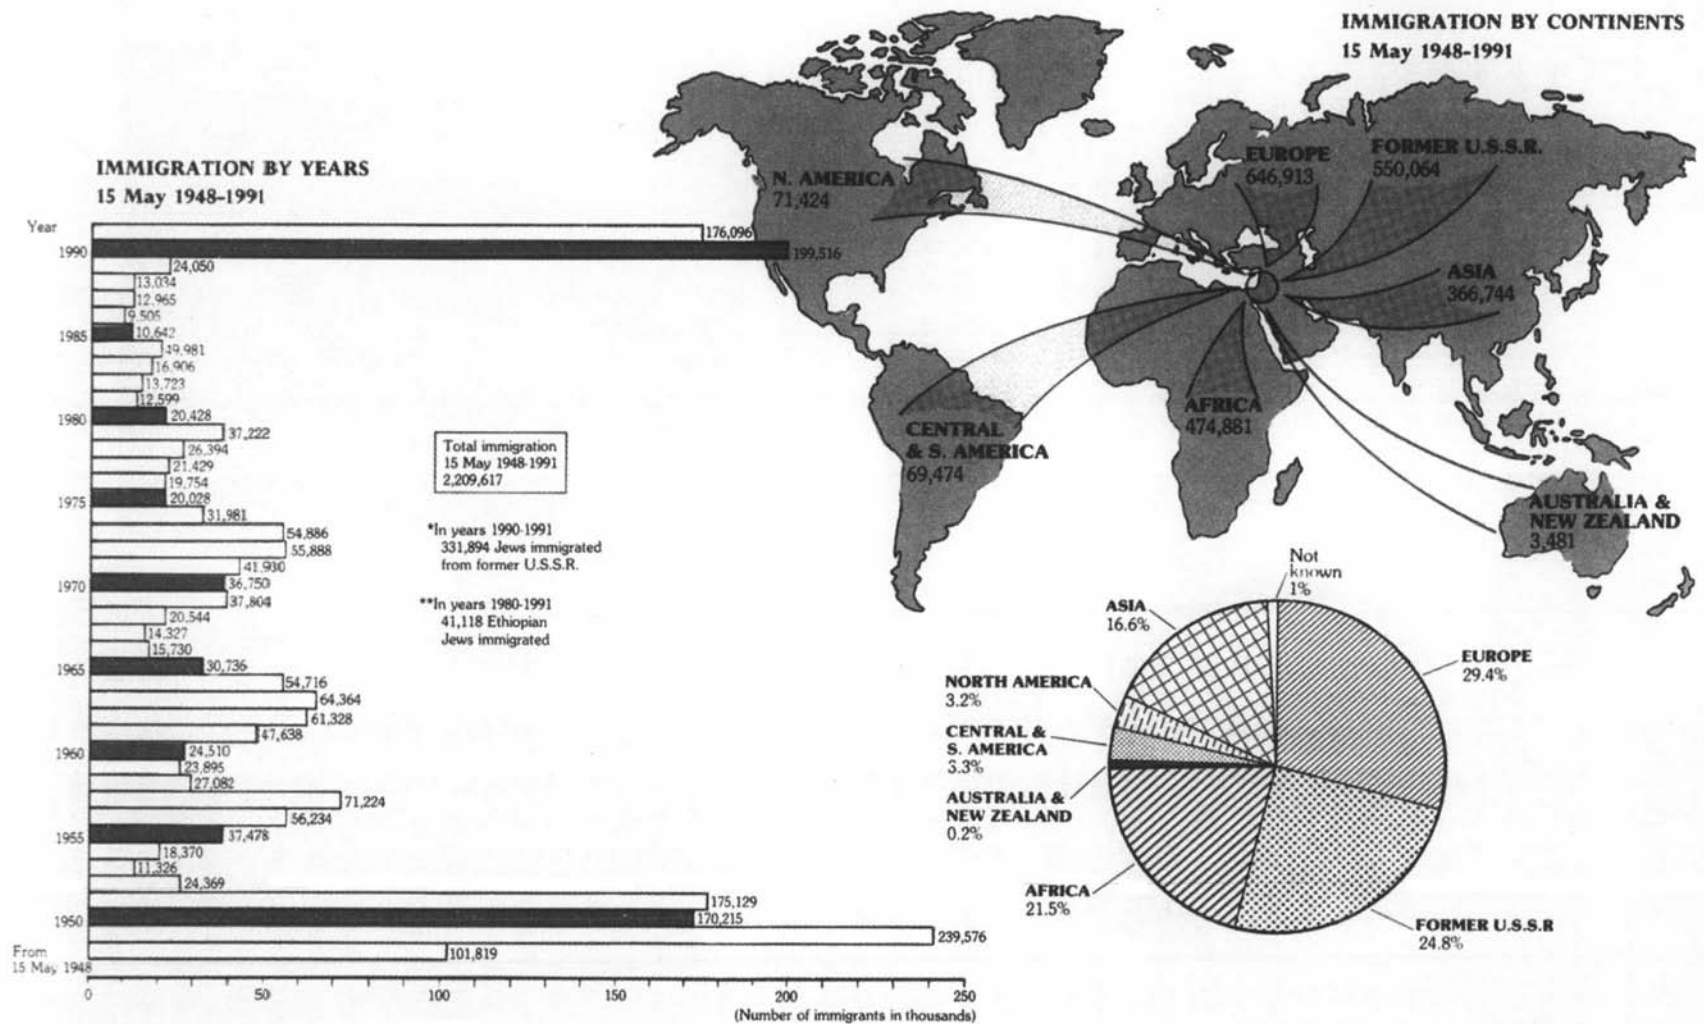 IMMIGRATION BY CONTINENTS
15 May 1948-1991
IMMIGRATION BY YEARS
15 May 1948-1991
Year
176,096
1990
199,516
24,050
13,034
12,965
9,505
1985
10,642
49,981
16,906
13,723
12,599
1980
20,428
37,222
26,394
21,429
19,754
1975
20,028
31,981
54,886
55,888
41,930
1970
36,750
37,804
20,544
14,327
15,730
1965
30,736
54,716
64,364
61,328
47,638
1960
24,510
23,895
27,082
71,224
56,234
1955
37,478
18,370
11,326
24,369
175,129
1950
170,215
239,576
From
15 May 1948
101,819
0
50
100
150
200
250
(Number of immigrants in thousands)
Total immigration
15 May 1948-1991
2,209,617
*In years 1990-1991
331,894 Jews immigrated
from former U.S.S.R.
**In years 1980-1991
41,118 Ethiopian
Jews immigrated
N. AMERICA
71,424
EUROPE
646,913
FORMER U.S.S.R.
550,064
ASIA
366,744
AFRICA
474,881
CENTRAL
& S. AMERICA
69,474
AUSTRALIA &
NEW ZEALAND
3,481
Not
known
1%
ASIA
16.6%
EUROPE
29.4%
NORTH AMERICA
3.2%
CENTRAL &
S. AMERICA
3.3%
AUSTRALIA &
NEW ZEALAND
0.2%
AFRICA
21.5%
FORMER U.S.S.R
24.8%